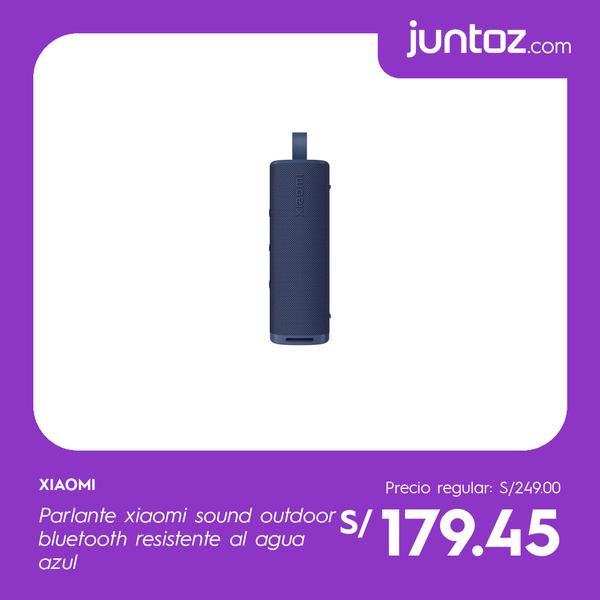 juntoz.com
xiaomi
XIAOMI
Parlante xiaomi sound outdoor
bluetooth resistente al agua
azul
Precio regular: S/249.00
S/179.45